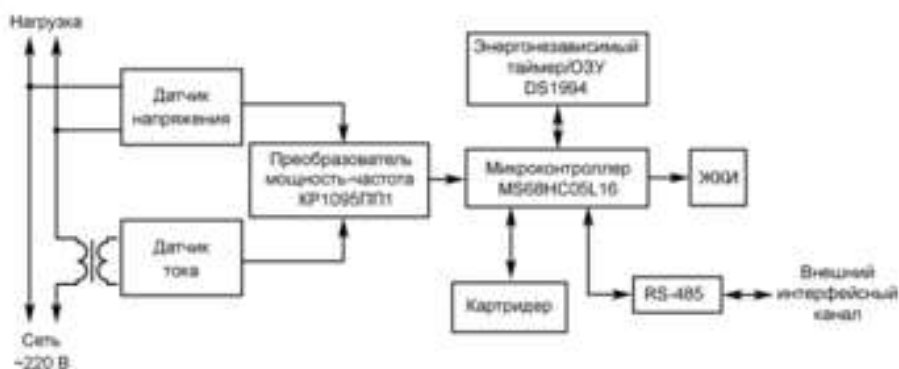 Нагрузка
Датчик
напряжения
Энергонезависимый
таймер/ОЗУ
DS1994
Преобразователь
мощность-частота
КР1095ПП1
Микроконтроллер
MS68HC05L16
ЖКИ
Датчик
тока
Картридер
RS-485
Внешний
интерфейсный
канал
Сеть
~220 В